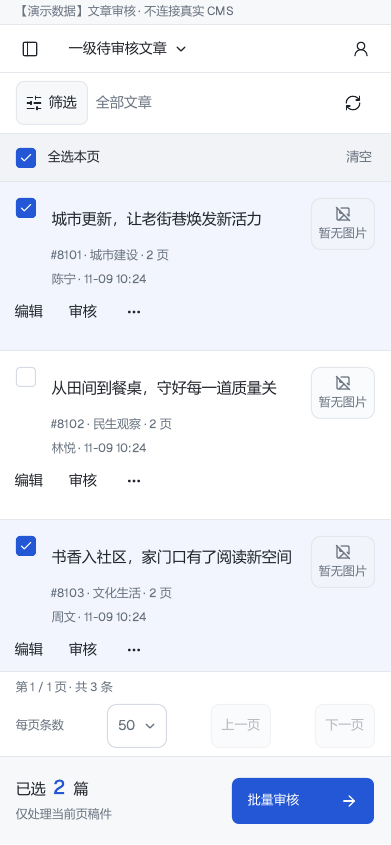 【演示数据】文章审核 · 不连接真实 CMS
一级待审核文章
筛选 全部文章
全选本页 清空
城市更新，让老街巷焕发新活力
暂无图片
#8101 · 城市建设 · 2 页
陈宁 · 11-09 10:24
编辑 审核 ···
从田间到餐桌，守好每一道质量关
暂无图片
#8102 · 民生观察 · 2 页
林悦 · 11-09 10:24
编辑 审核 ···
书香入社区，家门口有了阅读新空间
暂无图片
#8103 · 文化生活 · 2 页
周文 · 11-09 10:24
编辑 审核 ···
第 1 / 1 页 · 共 3 条
每页条数 50 上一页 下一页
已选 2 篇
仅处理当前页稿件
批量审核